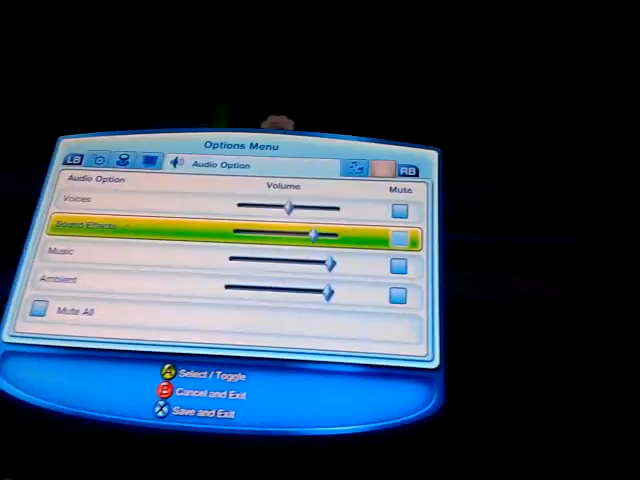 Options Menu
LB Audio Option RB
Audio Option Volume Mute
Voices
Sound Effects
Music
Ambient
Mute All
A Select / Toggle
B Cancel and Exit
X Save and Exit